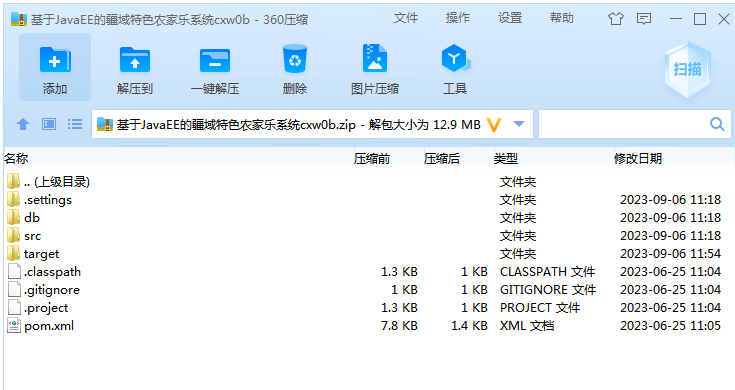 基于JavaEE的疆域特色农家乐系统cxw0b - 360压缩 文件 操作 设置 帮助
添加 解压到 一键解压 删除 图片压缩 工具 扫描
基于JavaEE的疆域特色农家乐系统cxw0b.zip - 解包大小为 12.9 MB
名称 压缩前 压缩后 类型 修改日期
.. (上级目录) 文件夹
.settings 文件夹 2023-09-06 11:18
db 文件夹 2023-09-06 11:18
src 文件夹 2023-09-06 11:18
target 文件夹 2023-09-06 11:54
.classpath 1.3 KB 1 KB CLASSPATH 文件 2023-06-25 11:04
.gitignore 1 KB 1 KB GITIGNORE 文件 2023-06-25 11:04
.project 1.3 KB 1 KB PROJECT 文件 2023-06-25 11:04
pom.xml 7.8 KB 1.4 KB XML 文档 2023-06-25 11:05